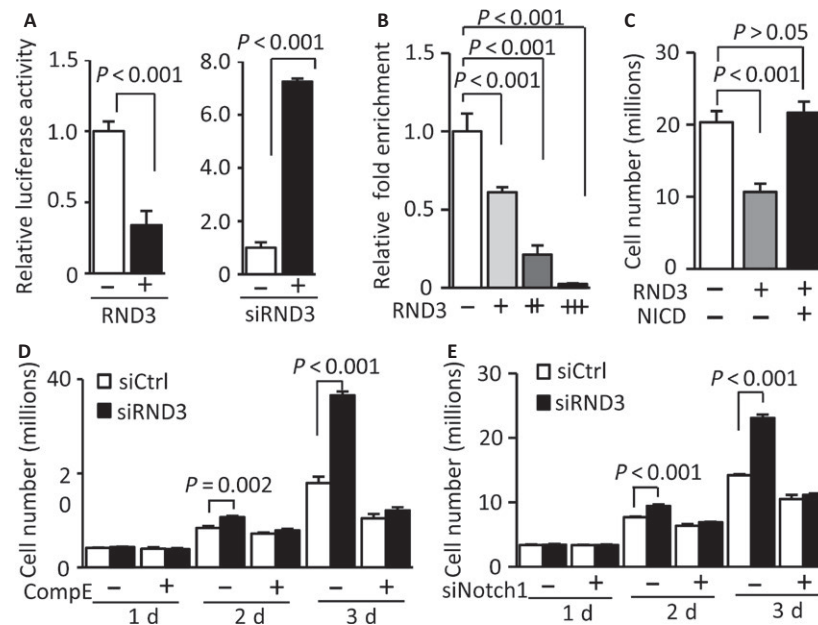 A
Relative luciferase activity
1.5
1.0
0.5
0
P < 0.001
– +
RND3
8.0
6.0
4.0
2.0
0
P < 0.001
– +
siRND3
B
Relative fold enrichment
1.5
1.0
0.5
0
P < 0.001
P < 0.001
P < 0.001
RND3 – + ++ +++
C
Cell number (millions)
30
20
10
0
P > 0.05
P < 0.001
RND3 – + +
NICD – – +
D
Cell number (millions)
40
2
0
0
siCtrl
siRND3
P < 0.001
P = 0.002
CompE – + – + – +
1 d 2 d 3 d
E
Cell number (millions)
30
20
10
0
siCtrl
siRND3
P < 0.001
P < 0.001
siNotch1 – + – + – +
1 d 2 d 3 d